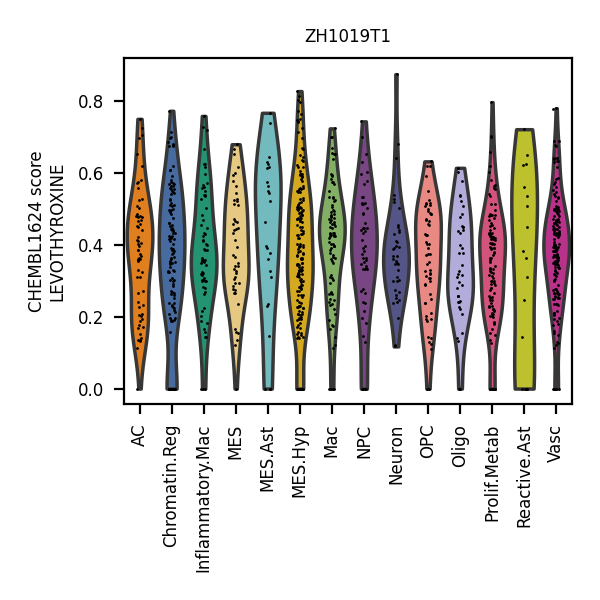 ZH1019T1
CHEMBL1624 score
LEVOTHYROXINE
0.8
0.6
0.4
0.2
0.0
AC
Chromatin.Reg
Inflammatory.Mac
MES
MES.Ast
MES.Hyp
Mac
NPC
Neuron
OPC
Oligo
Prolif.Metab
Reactive.Ast
Vasc